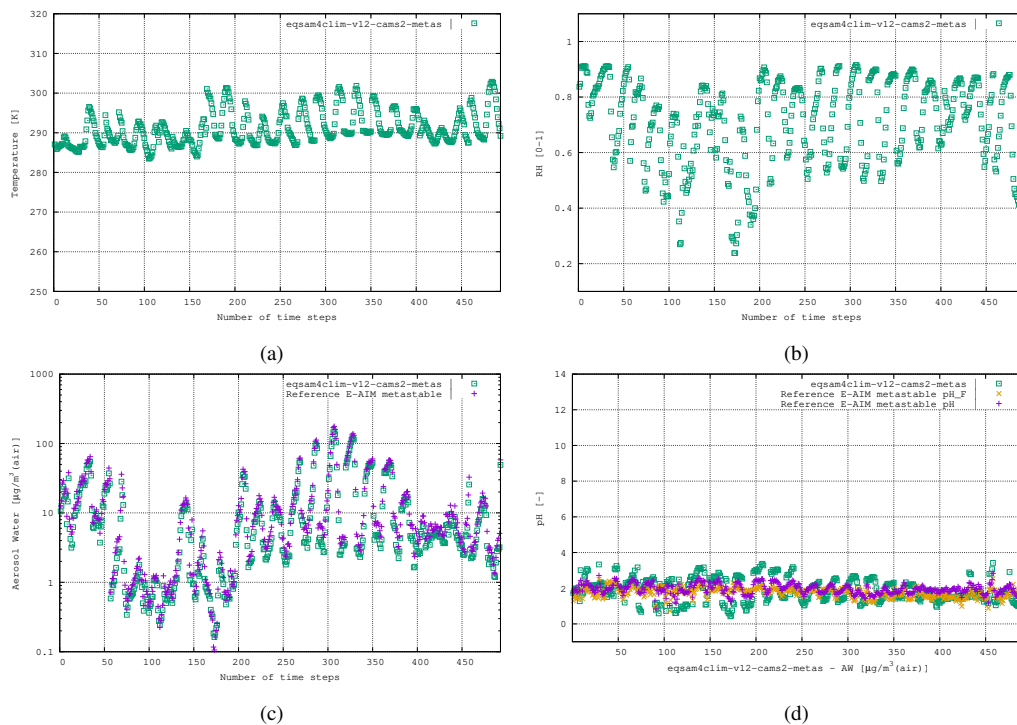 320
310
300
290
280
270
260
250
0 50 100 150 200 250 300 350 400 450
Temperature [K]
Number of time steps
eqsam4clim-v12-cams2-metas
(a)
1
0.8
0.6
0.4
0.2
0 50 100 150 200 250 300 350 400 450
RH [0-1]
Number of time steps
eqsam4clim-v12-cams2-metas
(b)
1000
100
10
1
0.1
0 50 100 150 200 250 300 350 400 450
Aerosol Water [µg/m³(air)]
Number of time steps
eqsam4clim-v12-cams2-metas
Reference E-AIM metastable
(c)
14
12
10
8
6
4
2
0
0 50 100 150 200 250 300 350 400 450
pH [-]
eqsam4clim-v12-cams2-metas - AW [µg/m³(air)]
eqsam4clim-v12-cams2-metas
Reference E-AIM metastable pH_F
Reference E-AIM metastable pH
(d)